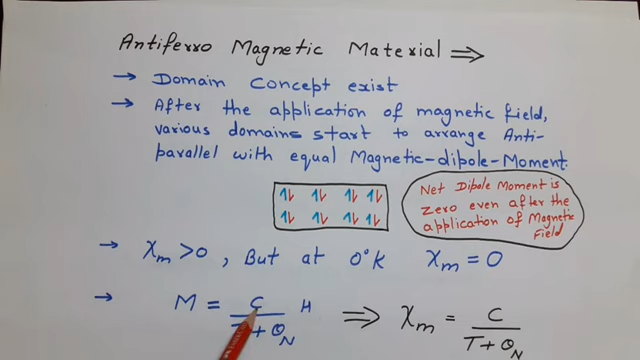 Antiferro Magnetic Material ⇒
→ Domain concept exist
→ After the application of magnetic field,
various domains start to arrange Anti-
parallel with equal Magnetic-dipole-Moment.
Net Dipole Moment is
zero even after the
application of Magnetic
Field
→ χm >0, But at 0°k χm = 0
→ M = C/(T+θN) H ⇒ χm = C/(T+θN)